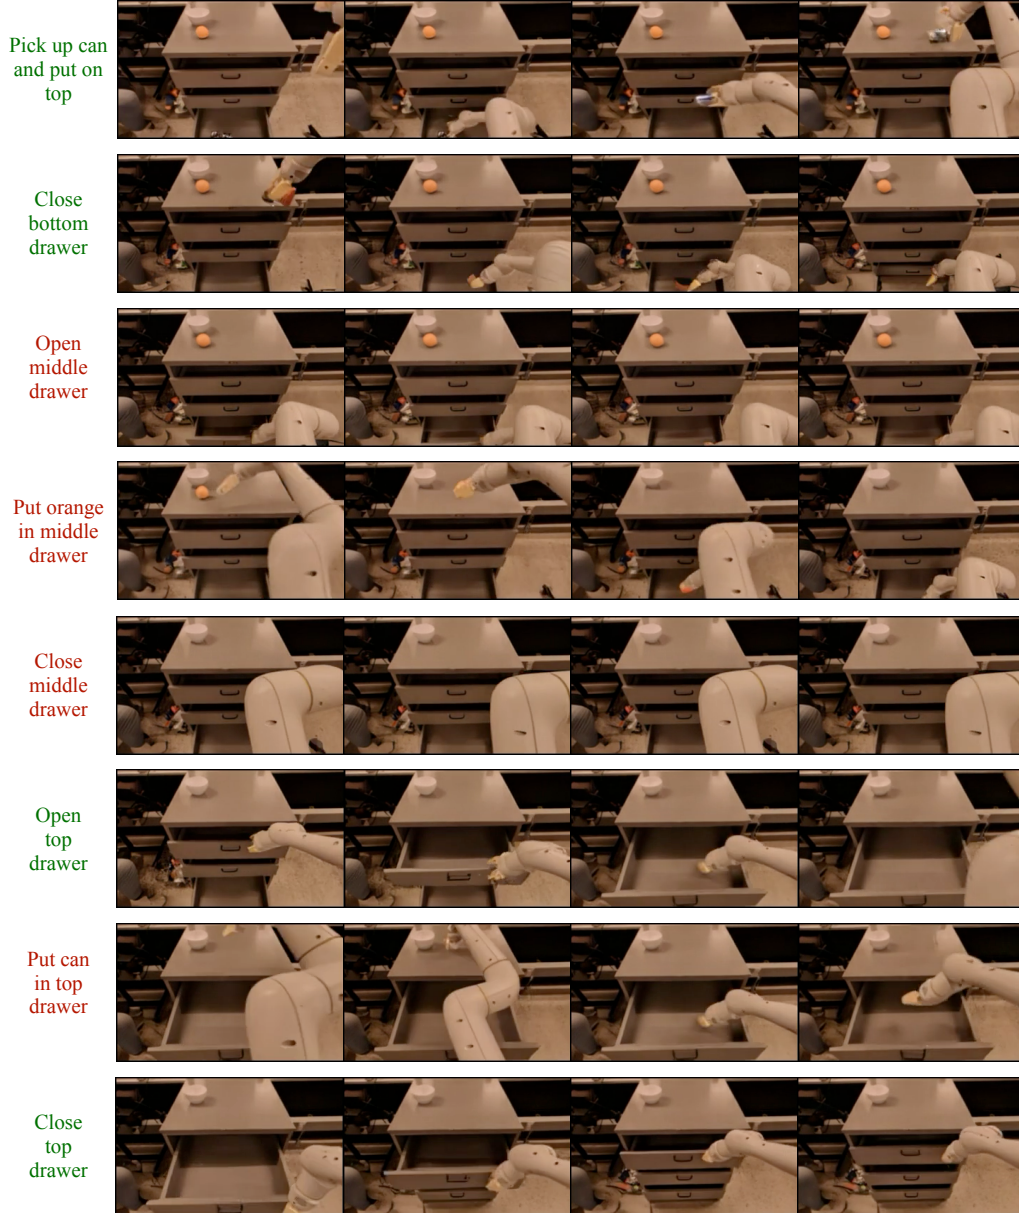 Pick up can
and put on
top
Close
bottom
drawer
Open
middle
drawer
Put orange
in middle
drawer
Close
middle
drawer
Open
top
drawer
Put can
in top
drawer
Close
top
drawer